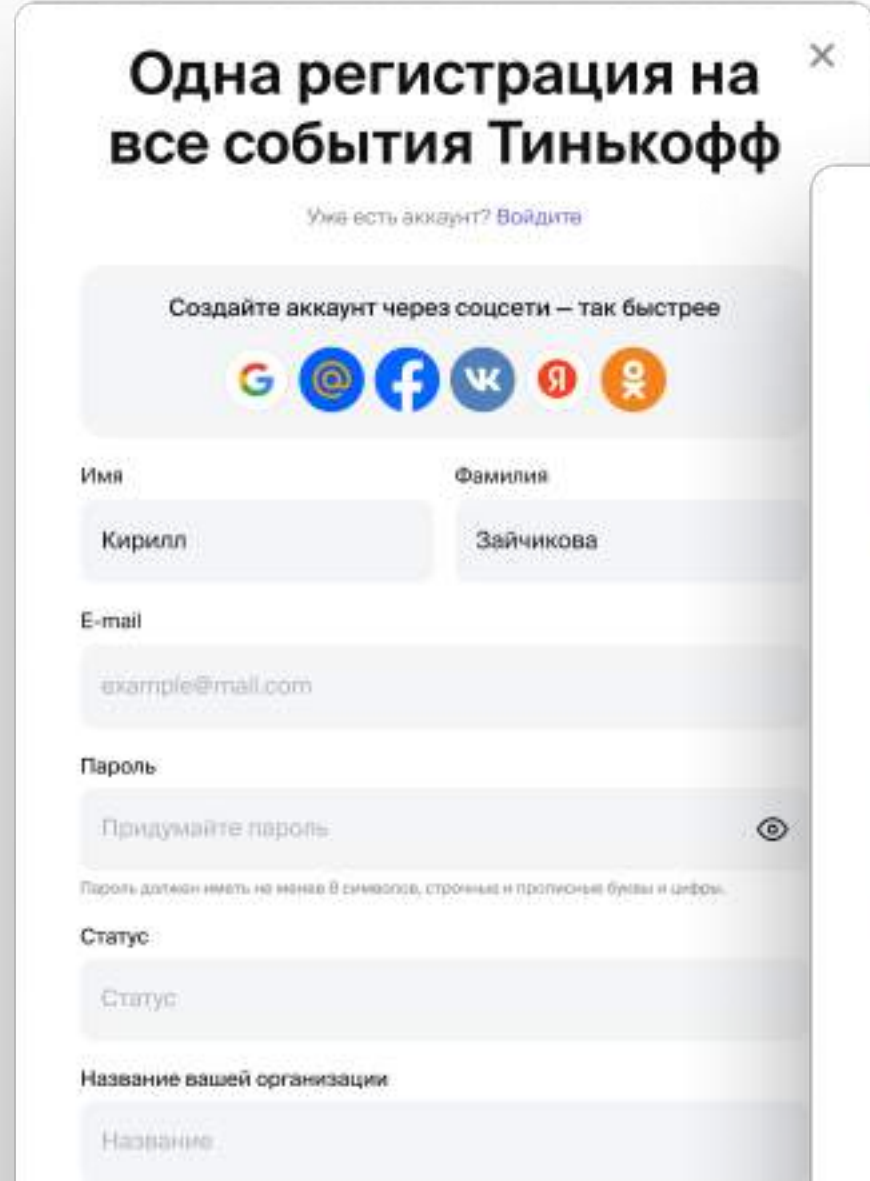 Одна регистрация на
все события Тинькофф
Уже есть аккаунт? Войдите
Создайте аккаунт через соцсети – так быстрее
Имя Фамилия
Кирилл Зайчикова
E-mail
example@mail.com
Пароль
Придумайте пароль
Пароль должен иметь не менее 8 символов, строчные и прописные буквы и цифры.
Статус
Статус
Название вашей организации
Название